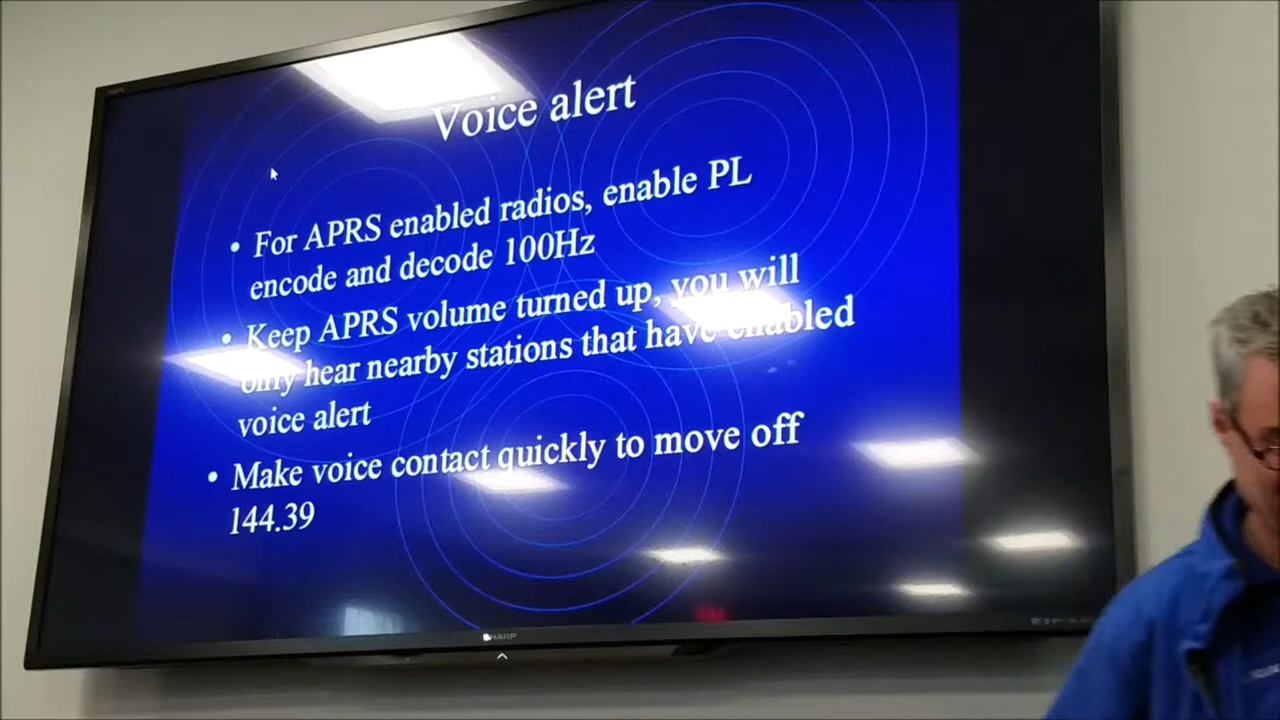 Voice alert
• For APRS enabled radios, enable PL
encode and decode 100Hz
• Keep APRS volume turned up, you will
only hear nearby stations that have enabled
voice alert
• Make voice contact quickly to move off
144.39
SHARP